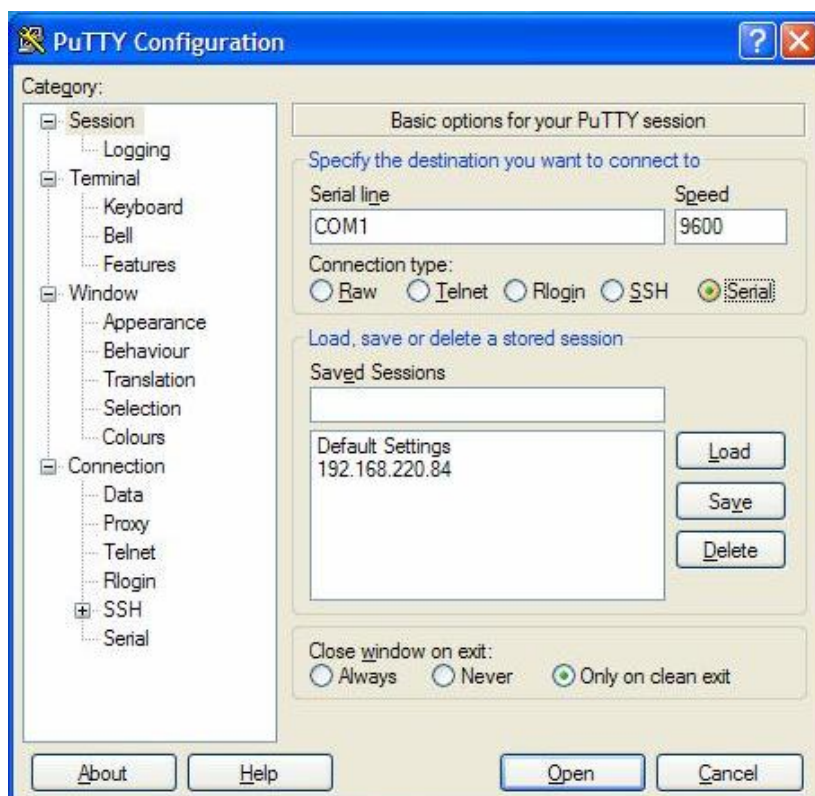 PuTTY Configuration
Category:
Session
Logging
Terminal
Keyboard
Bell
Features
Window
Appearance
Behaviour
Translation
Selection
Colours
Connection
Data
Proxy
Telnet
Rlogin
SSH
Serial
Basic options for your PuTTY session
Specify the destination you want to connect to
Serial line Speed
COM1 9600
Connection type:
Raw Telnet Rlogin SSH Serial
Load, save or delete a stored session
Saved Sessions
Default Settings
192.168.220.84
Load
Save
Delete
Close window on exit:
Always Never Only on clean exit
About Help Open Cancel